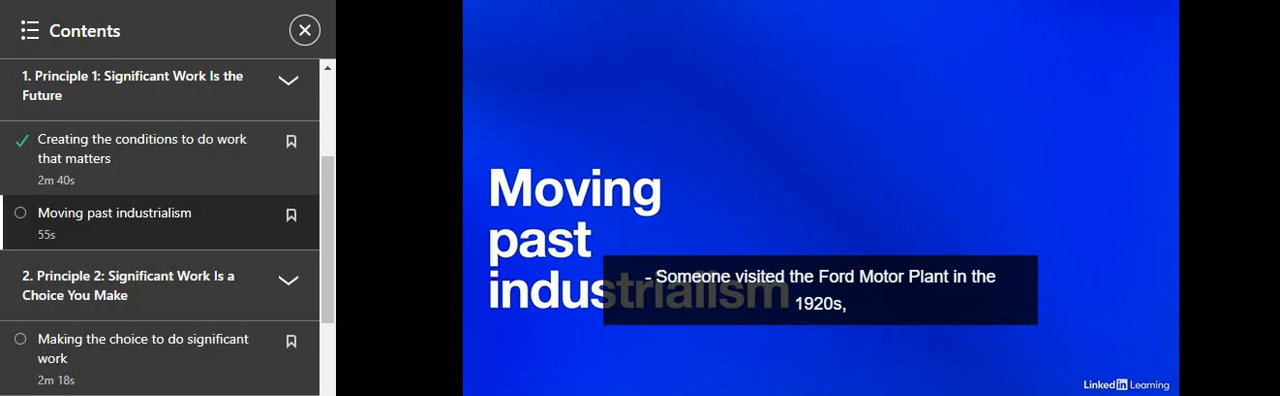 Contents
1. Principle 1: Significant Work Is the
Future
Creating the conditions to do work
that matters
2m 40s
Moving past industrialism
55s
2. Principle 2: Significant Work Is a
Choice You Make
Making the choice to do significant
work
2m 18s
Moving
past
industrialism
- Someone visited the Ford Motor Plant in the
1920s,
LinkedIn Learning